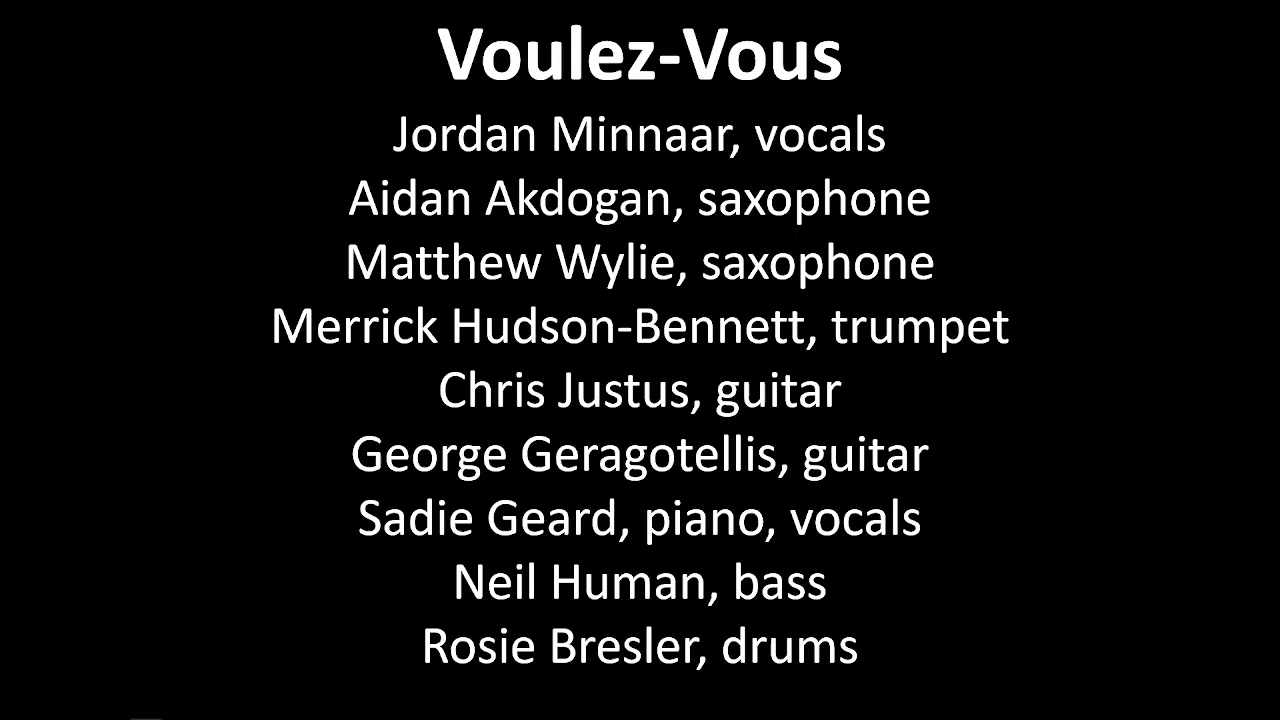 Voulez-Vous
Jordan Minnaar, vocals
Aidan Akdogan, saxophone
Matthew Wylie, saxophone
Merrick Hudson-Bennett, trumpet
Chris Justus, guitar
George Geragotellis, guitar
Sadie Geard, piano, vocals
Neil Human, bass
Rosie Bresler, drums